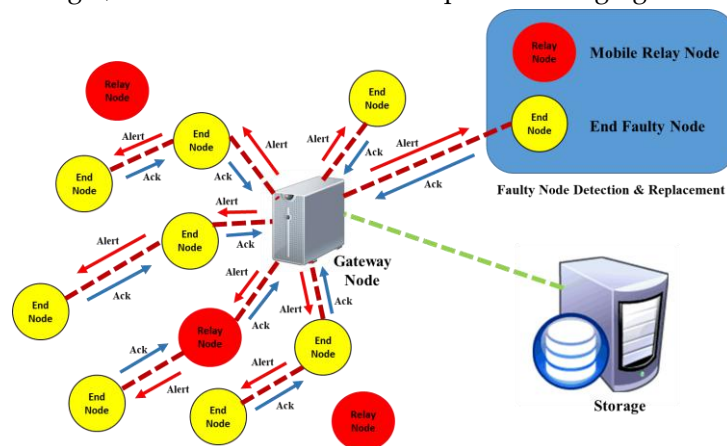 Relay
Node
Mobile Relay Node
End
Node
End Faulty Node
Faulty Node Detection & Replacement
Relay
Node
End
Node
Alert
Ack
End
Node
Alert
Ack
End
Node
Alert
Ack
Alert
Ack
End
Node
Alert
Ack
Alert
Ack
End
Node
Gateway
Node
Alert
Ack
Relay
Node
Alert
Ack
End
Node
Ack
Alert
End
Node
Alert
Ack
End
Node
Relay
Node
Storage